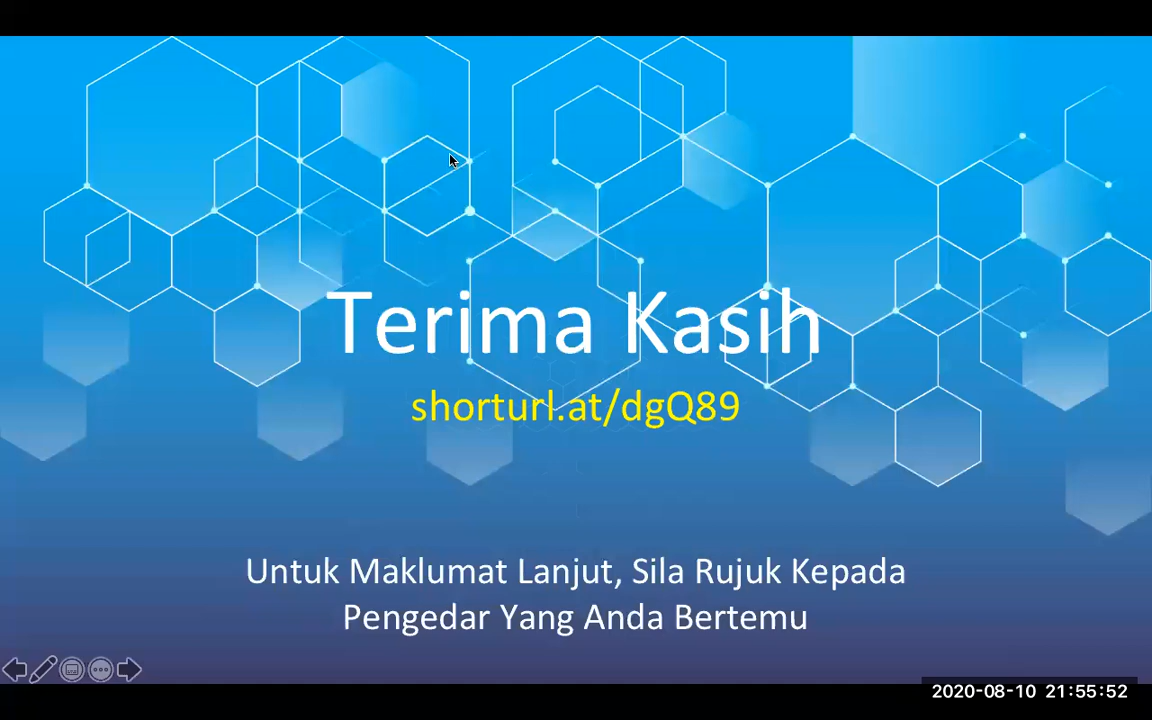 Terima Kasih
shorturl.at/dgQ89
Untuk Maklumat Lanjut, Sila Rujuk Kepada
Pengedar Yang Anda Bertemu
2020-08-10 21:55:52